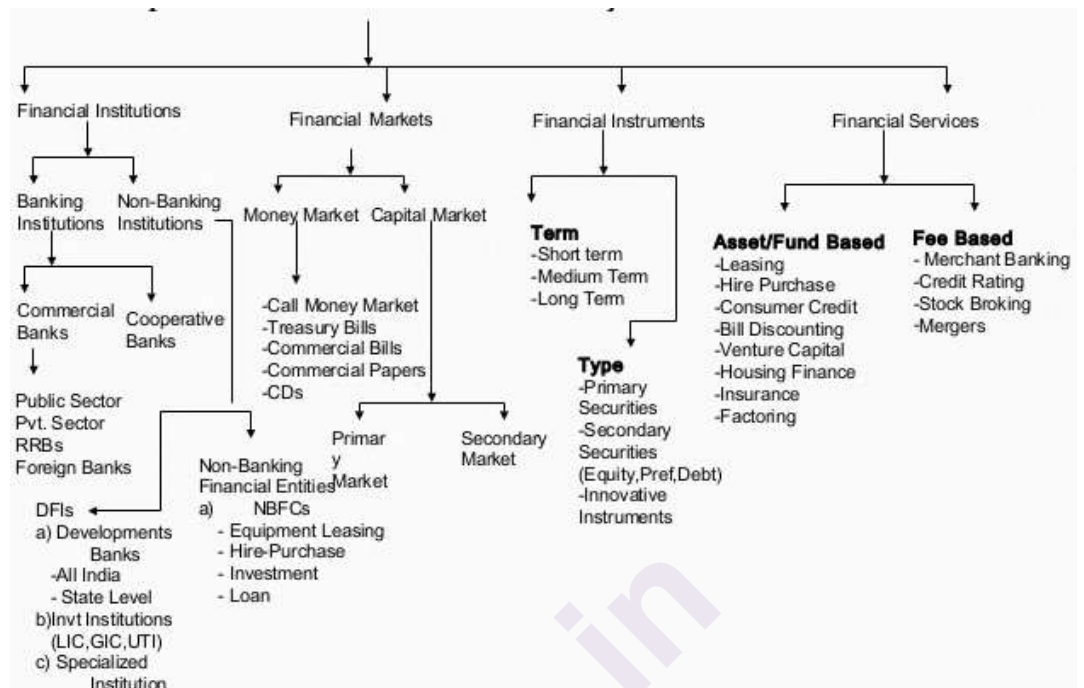 Financial Institutions
Financial Markets
Financial Instruments
Financial Services
Banking
Institutions
Non-Banking
Institutions
Money Market
Capital Market
Term
-Short term
-Medium Term
-Long Term
Asset/Fund Based
-Leasing
-Hire Purchase
-Consumer Credit
-Bill Discounting
-Venture Capital
-Housing Finance
-Insurance
-Factoring
Fee Based
- Merchant Banking
-Credit Rating
-Stock Broking
-Mergers
Commercial
Banks
Cooperative
Banks
-Call Money Market
-Treasury Bills
-Commercial Bills
-Commercial Papers
-CDs
Type
-Primary
Securities
-Secondary
Securities
(Equity,Pref,Debt)
-Innovative
Instruments
Public Sector
Pvt. Sector
RRBs
Foreign Banks
Primar
y
Market
Secondary
Market
Non-Banking
Financial Entities
a) NBFCs
- Equipment Leasing
- Hire-Purchase
- Investment
- Loan
DFIs
a) Developments
Banks
-All India
- State Level
b)Invt Institutions
(LIC,GIC,UTI)
c) Specialized
Institution
in